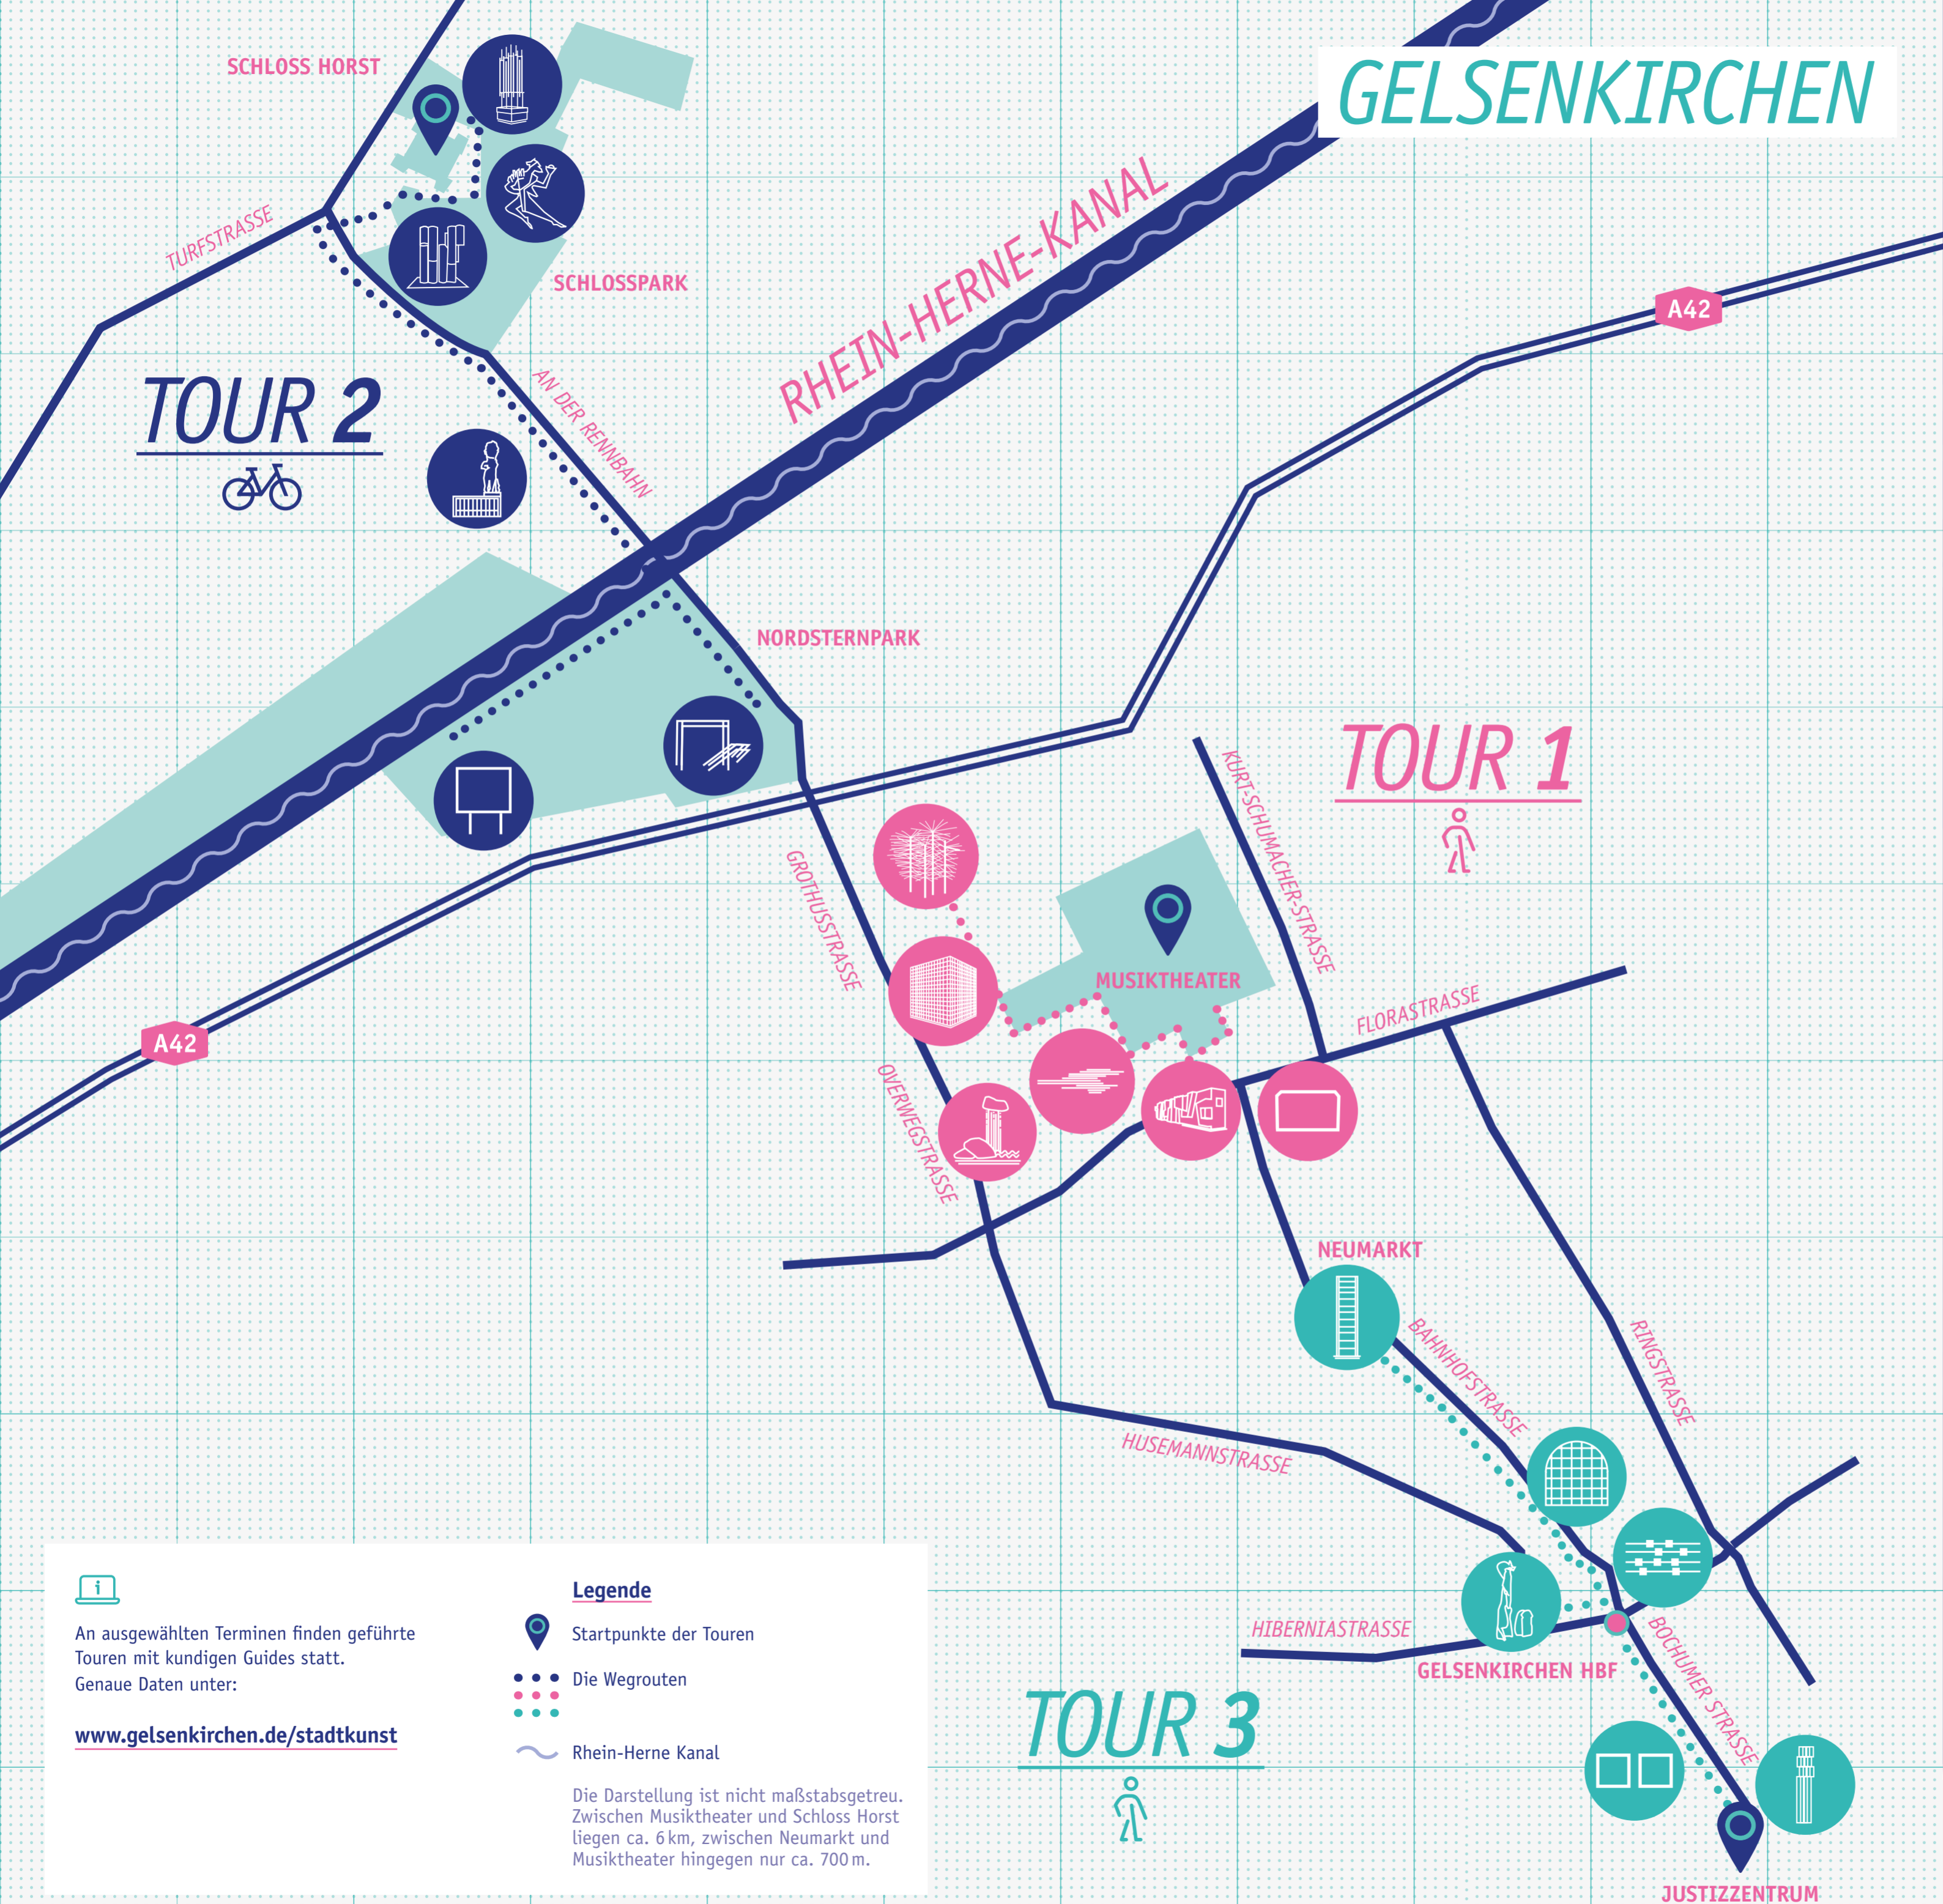 GELSENKIRCHEN
SCHLOSS HORST
TURFSTRASSE
SCHLOSSPARK
RHEIN-HERNE-KANAL
A42
TOUR 2
AN DER RENNBAHN
NORDSTERNPARK
TOUR 1
KURT-SCHUMACHER-STRASSE
GROTHUSSTRASSE
MUSIKTHEATER
FLORASTRASSE
A42
OVERWEGSTRASSE
NEUMARKT
BAHNHOFSTRASSE
RINGSTRASSE
HUSEMANNSTRASSE
HIBERNIASTRASSE
GELSENKIRCHEN HBF
BOCHUMER STRASSE
TOUR 3
JUSTIZZENTRUM
i
An ausgewählten Terminen finden geführte
Touren mit kundigen Guides statt.
Genaue Daten unter:
www.gelsenkirchen.de/stadtkunst
Legende
Startpunkte der Touren
Die Wegrouten
Rhein-Herne Kanal
Die Darstellung ist nicht maßstabsgetreu.
Zwischen Musiktheater und Schloss Horst
liegen ca. 6 km, zwischen Neumarkt und
Musiktheater hingegen nur ca. 700 m.